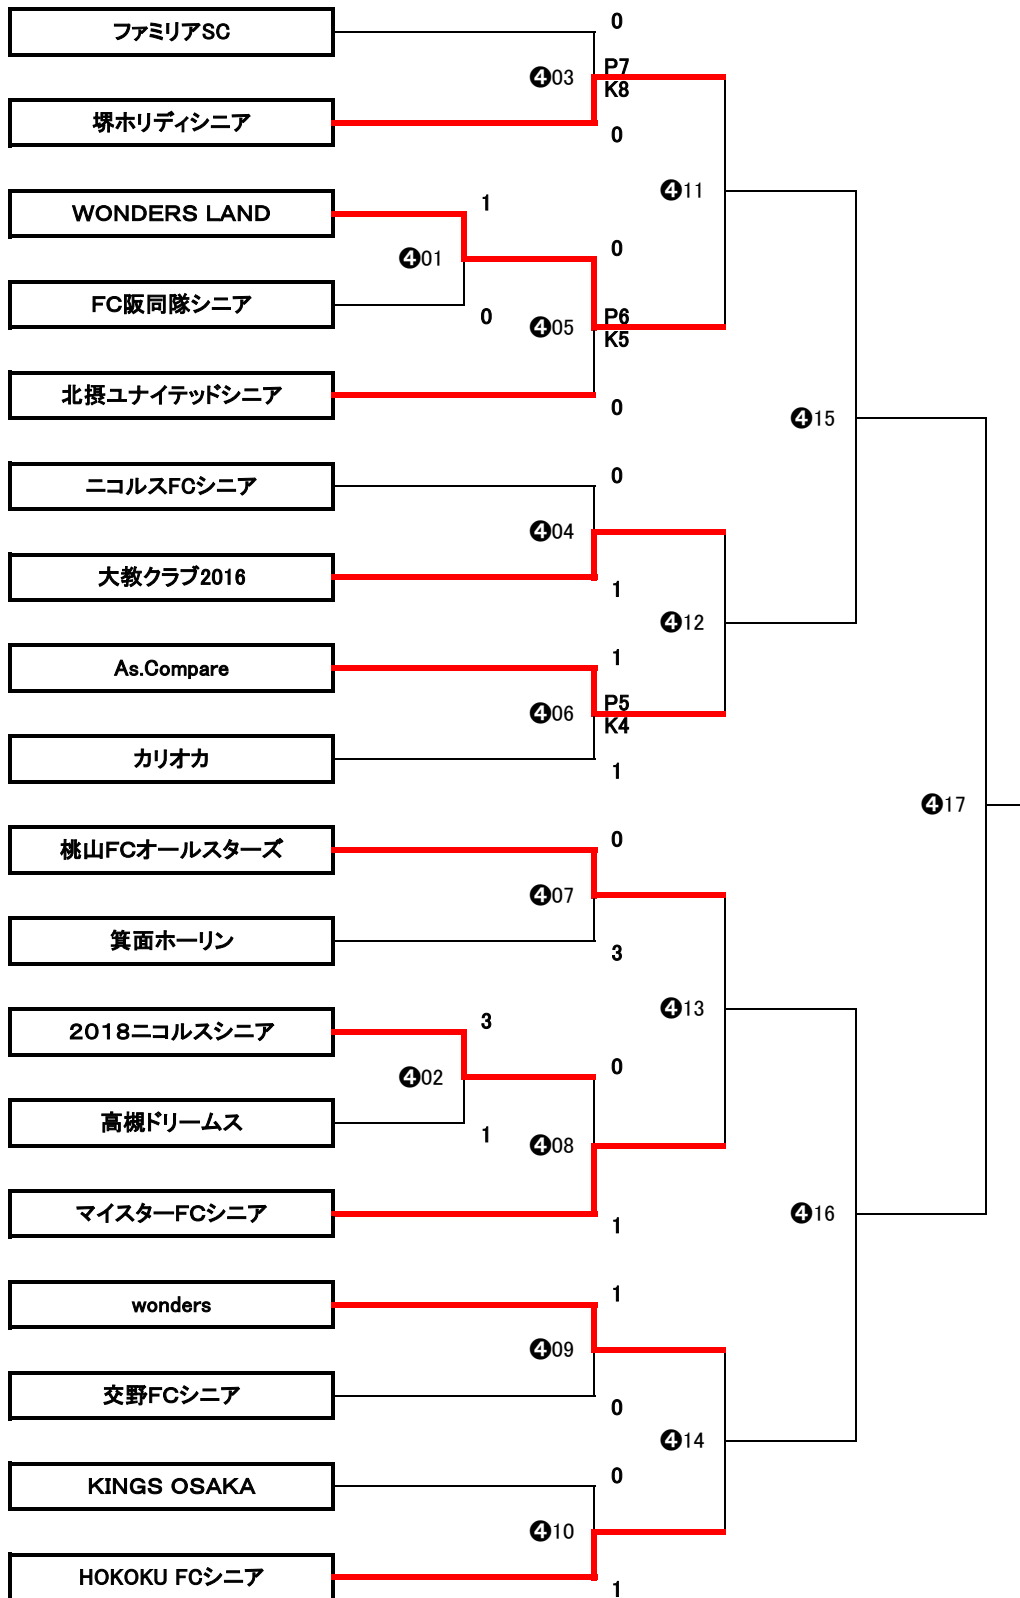 ファミリアSC
0
❹03
P7
K8
堺ホリディシニア
0
❹11
WONDERS LAND
1
❹01
0
FC阪同隊シニア
0
❹05
P6
K5
北摂ユナイテッドシニア
0
❹15
ニコルスFCシニア
0
❹04
大教クラブ2016
1
❹12
As.Compare
1
❹06
P5
K4
カリオカ
1
❹17
桃山FCオールスターズ
0
❹07
箕面ホーリン
3
❹13
2018ニコルスシニア
3
❹02
0
高槻ドリームス
1
❹08
マイスターFCシニア
1
❹16
wonders
1
❹09
交野FCシニア
0
❹14
KINGS OSAKA
0
❹10
HOKOKU FCシニア
1